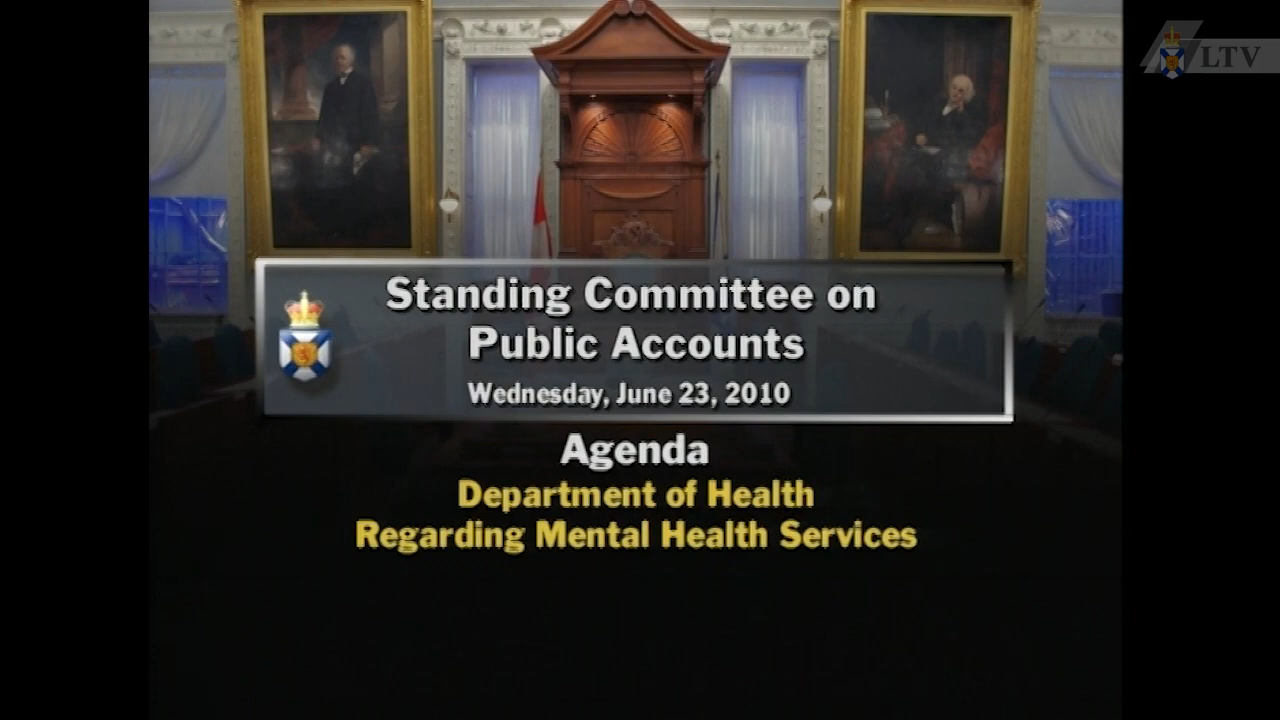 LTV
Standing Committee on
Public Accounts
Wednesday, June 23, 2010
Agenda
Department of Health
Regarding Mental Health Services